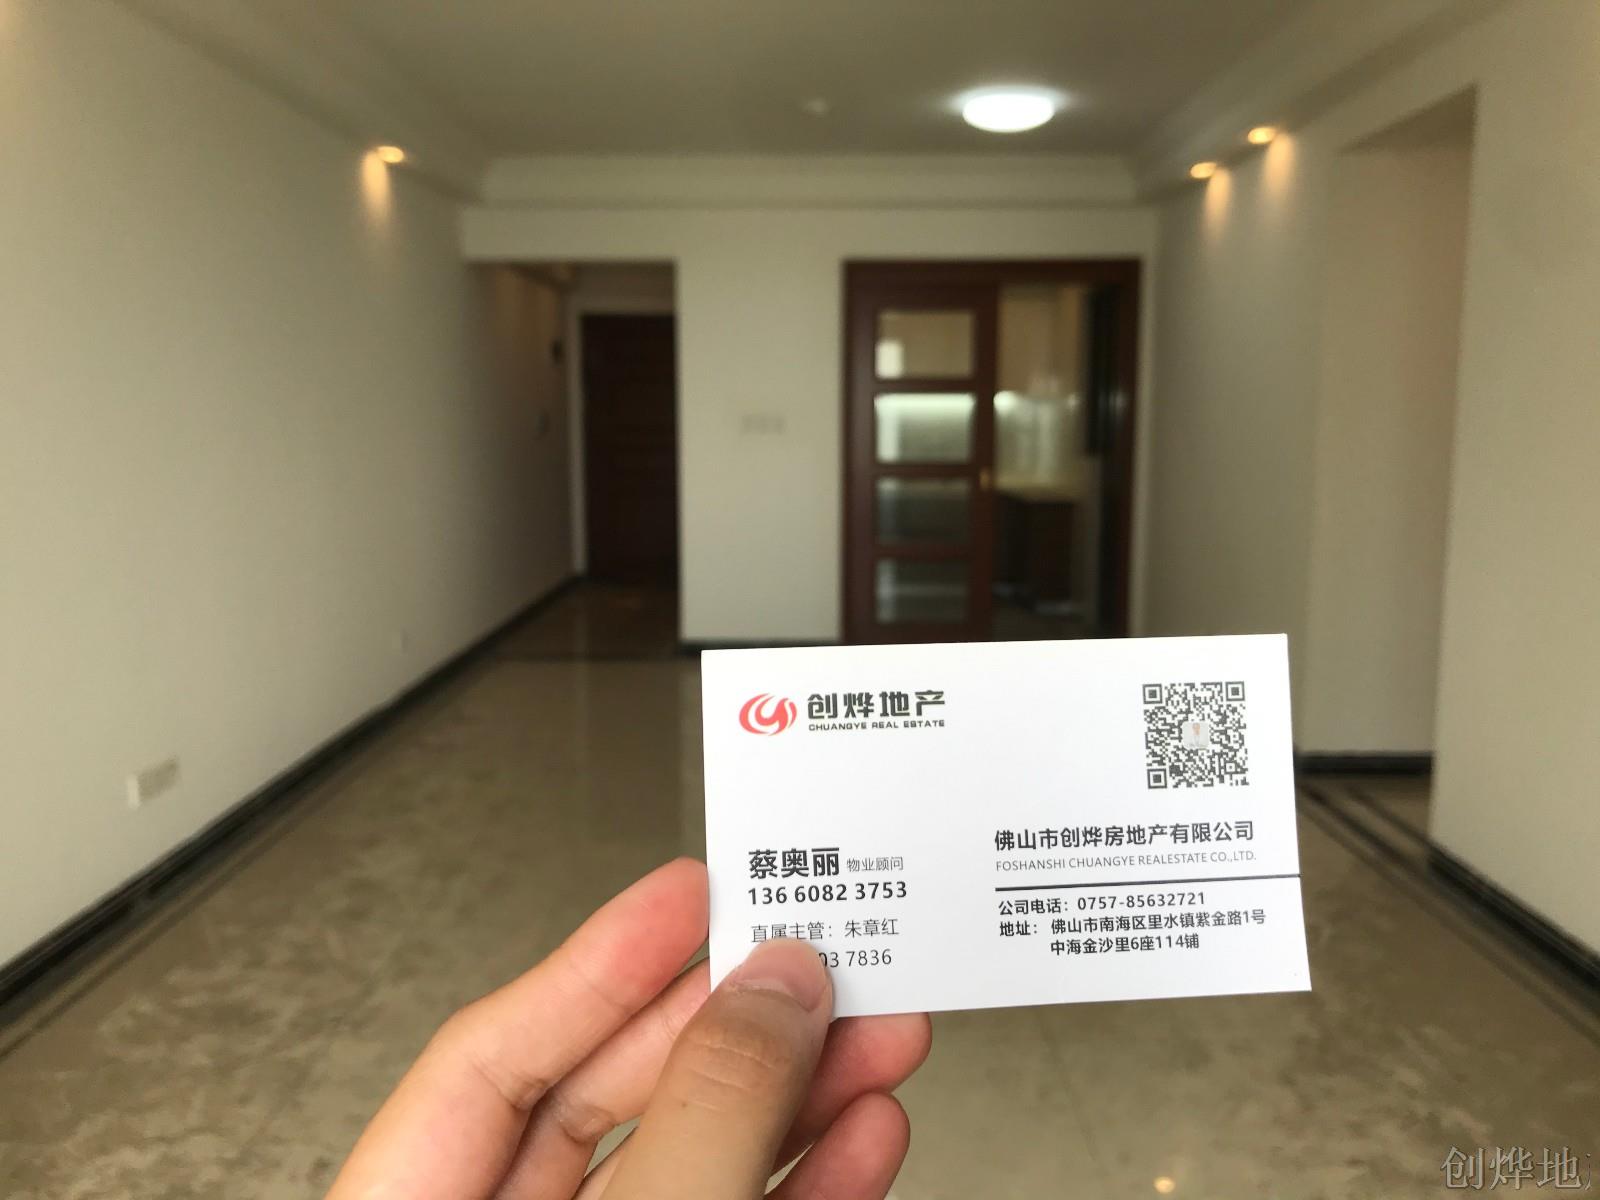 创烨地产
CHUANGYE REAL ESTATE
蔡奥丽 物业顾问
136 6082 3753
直属主管：朱章红
03 7836
佛山市创烨房地产有限公司
FOSHANSHI CHUANGYE REALESTATE CO.,LTD.
公司电话：0757-85632721
地址： 佛山市南海区里水镇紫金路1号
中海金沙里6座114铺
创烨地